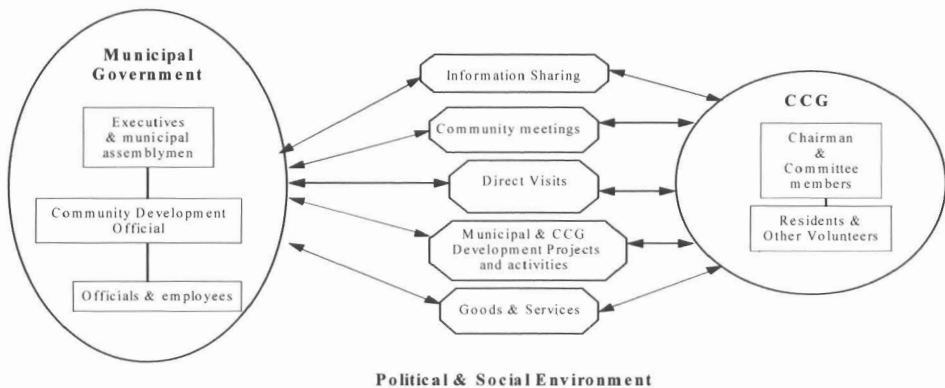 Municipal
Government
Executives
& municipal
assemblymen
Community Development
Official
Officials & employees
Information Sharing
Community meetings
Direct Visits
Municipal & CCG
Development Projects
and activities
Goods & Services
CCG
Chairman
&
Committee
members
Residents &
Other Volunteers
Political & Social Environment